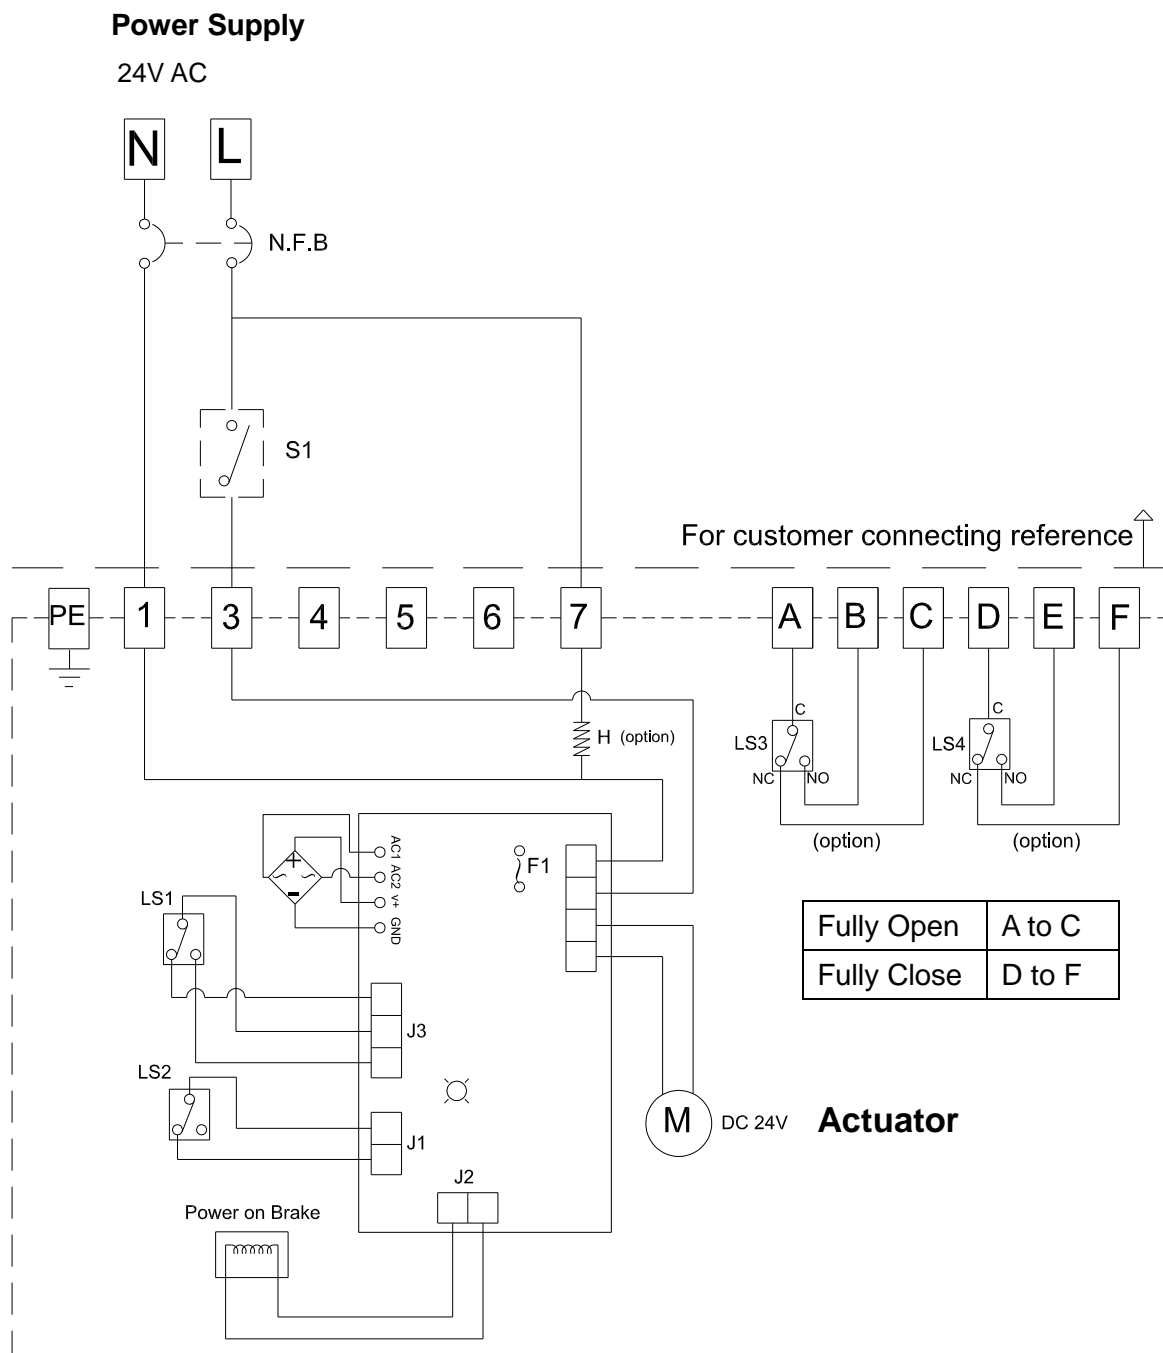 Power Supply
24V AC
N L
N.F.B
S1
For customer connecting reference
PE 1 3 4 5 6 7 A B C D E F
H (option)
C C
LS3 LS4
NC NO NC NO
(option) (option)
AC1 AC2 v+ GND
+
-
F1
LS1
J3
LS2
J1
J2
Power on Brake
M DC 24V Actuator
Fully Open A to C
Fully Close D to F